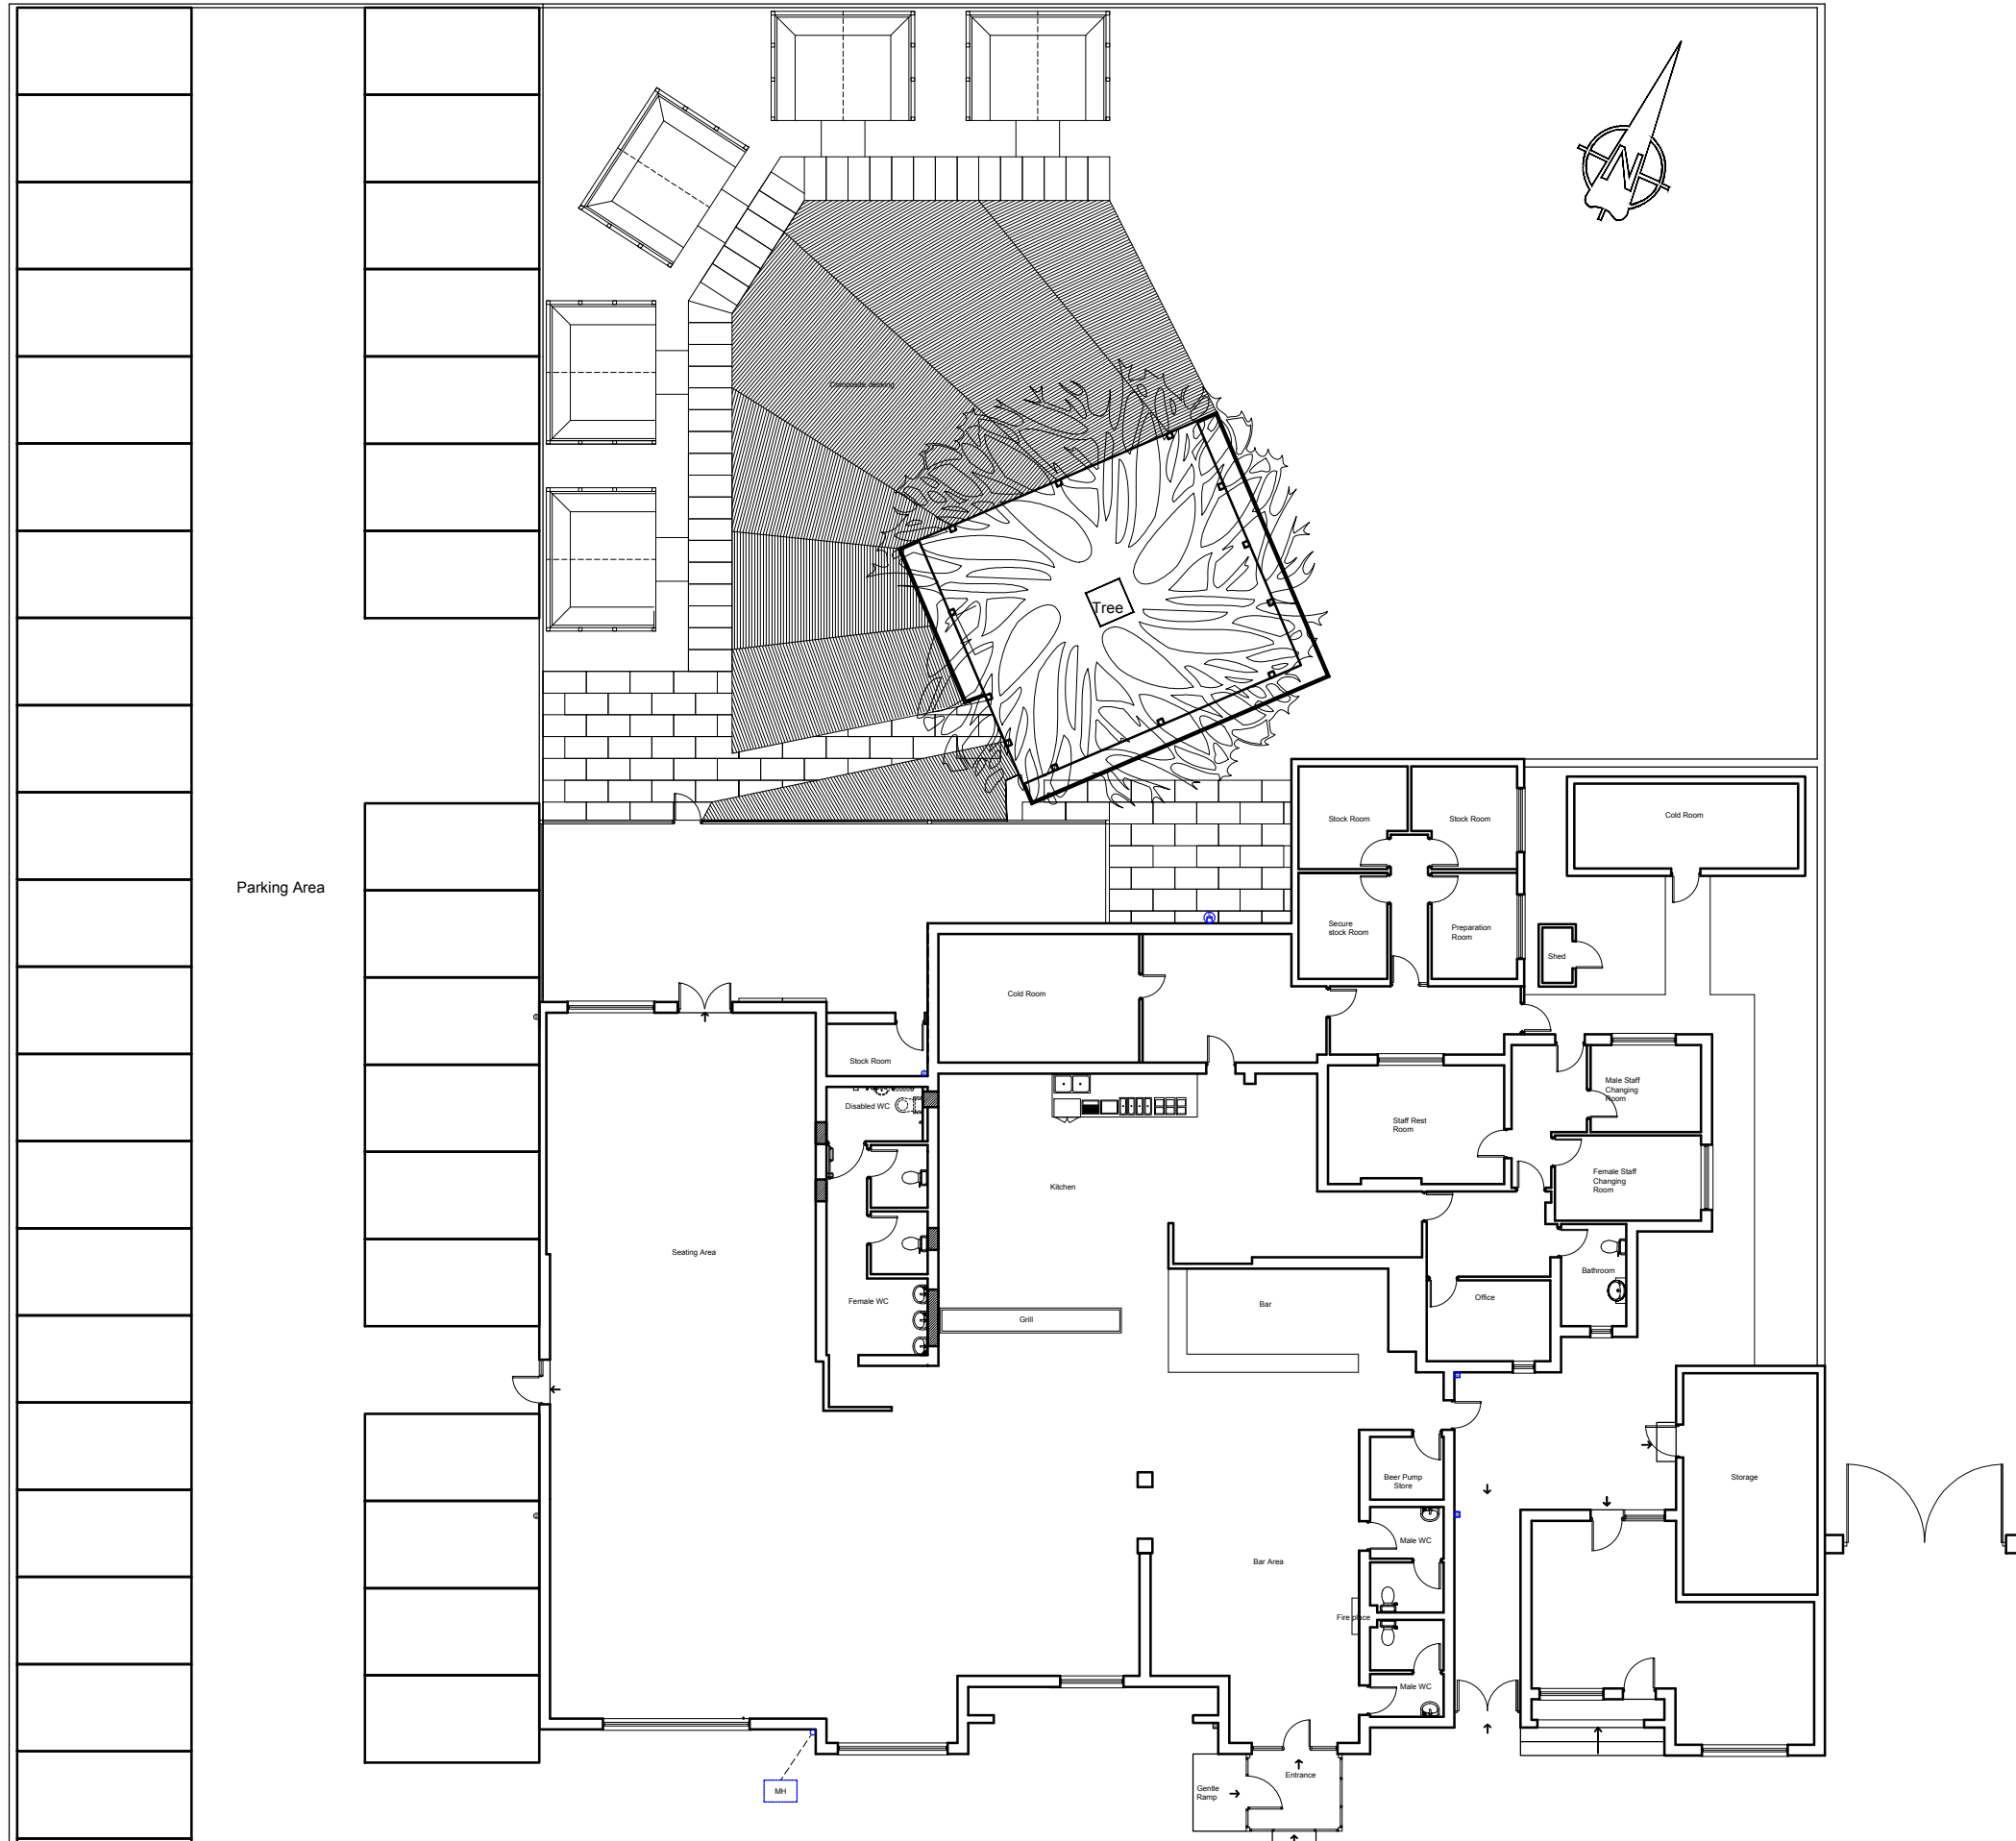 N
Composite decking
Tree
Stock Room
Stock Room
Cold Room
Parking Area
Secure
stock Room
Preparation
Room
Shed
Cold Room
Stock Room
Male Staff
Changing
Room
Disabled WC
Staff Rest
Room
Female Staff
Changing
Room
Kitchen
Seating Area
Bathroom
Female WC
Bar
Office
Grill
Beer Pump
Store
Storage
Male WC
Bar Area
Fire place
Male WC
Entrance
Gentle
Ramp
MH